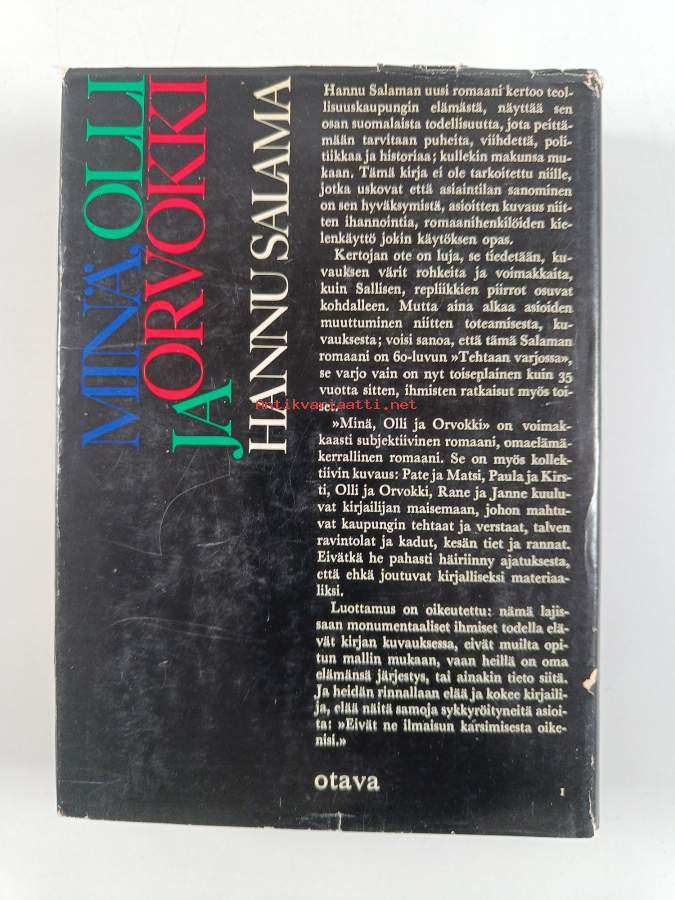 MINÄ, OLLI
JA ORVOKKI
HANNU SALAMA
Hannu Salaman uusi romaani kertoo teol-
lisuuskaupungin elämästä, näyttää sen
osan suomalaista todellisuutta, jota peittä-
mään tarvitaan puheita, viihdettä, poli-
tiikkaa ja historiaa; kullekin makunsa mu-
kaan. Tämä kirja ei ole tarkoitettu niille,
jotka uskovat että asiaintilan sanominen
on sen hyväksymistä, asioitten kuvaus niit-
ten ihannointia, romaanihenkilöiden kie-
lenkäyttö jokin käytöksen opas.
Kertojan ote on luja, se tiedetään, ku-
vauksen värit rohkeita ja voimakkaita,
kuin Sallisen, repliikkien piirrot osuvat
kohdalleen. Mutta aina alkaa asioiden
muuttuminen niitten toteamisesta, ku-
vauksesta; voisi sanoa, että tämä Salaman
romaani on 60-luvun »Tehtaan varjossa»,
se varjo vain on nyt toiseplainen kuin 35
vuotta sitten, ihmisten ratkaisut myös toi-
set.
antikvariaatti.net
»Minä, Olli ja Orvokki» on voimak-
kaasti subjektiivinen romaani, omaelämä-
kerrallinen romaani. Se on myös kollek-
tiivin kuvaus: Pate ja Matsi, Paula ja Kirs-
ti, Olli ja Orvokki, Rane ja Janne kuulu-
vat kirjailijan maisemaan, johon mahtu-
vat kaupungin tehtaat ja verstaat, talven
ravintolat ja kadut, kesän tiet ja rannat.
Eivätkä he pahasti häiriinny ajatuksesta,
että ehkä joutuvat kirjalliseksi materiaa-
liksi.
Luottamus on oikeutettu: nämä lajis-
saan monumentaaliset ihmiset todella elä-
vät kirjan kuvauksessa, eivät muilta opi-
tun mallin mukaan, vaan heillä on oma
elämänsä järjestys, tai ainakin tieto siitä.
Ja heidän rinnallaan elää ja kokee kirjaili-
ja, elää näitä samoja sykkyröityneitä asioi-
ta: »Eivät ne ilmaisun karsimisesta oike-
nisi.»
otava
1